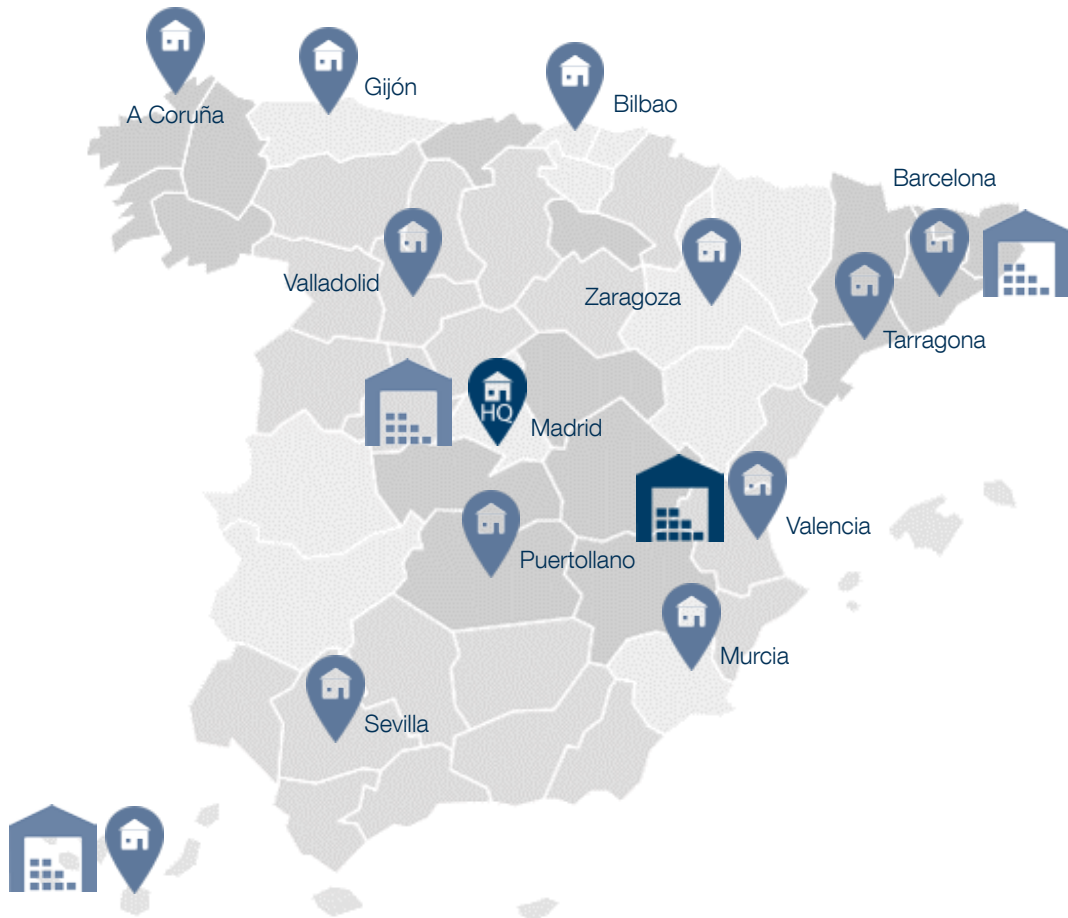 Gijón
Bilbao
A Coruña
Barcelona
Valladolid
Zaragoza
Tarragona
HQ
Madrid
Valencia
Puertollano
Murcia
Sevilla